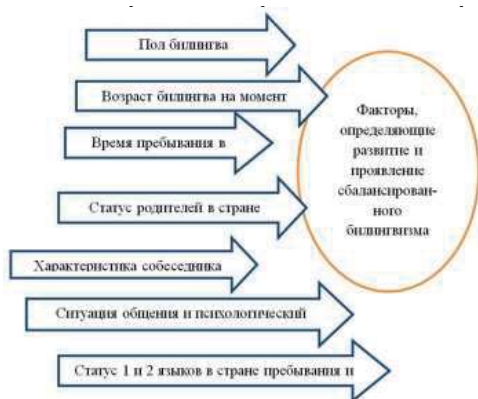 Пол билингва
Возраст билингва на момент
Время пребывания в
Статус родителей в стране
Характеристика собеседника
Ситуация общения и психологический
Статус 1 и 2 языков в стране пребывания и
Факторы,
определяющие
развитие и
проявление
сбалансирован-
ного
билингвизма